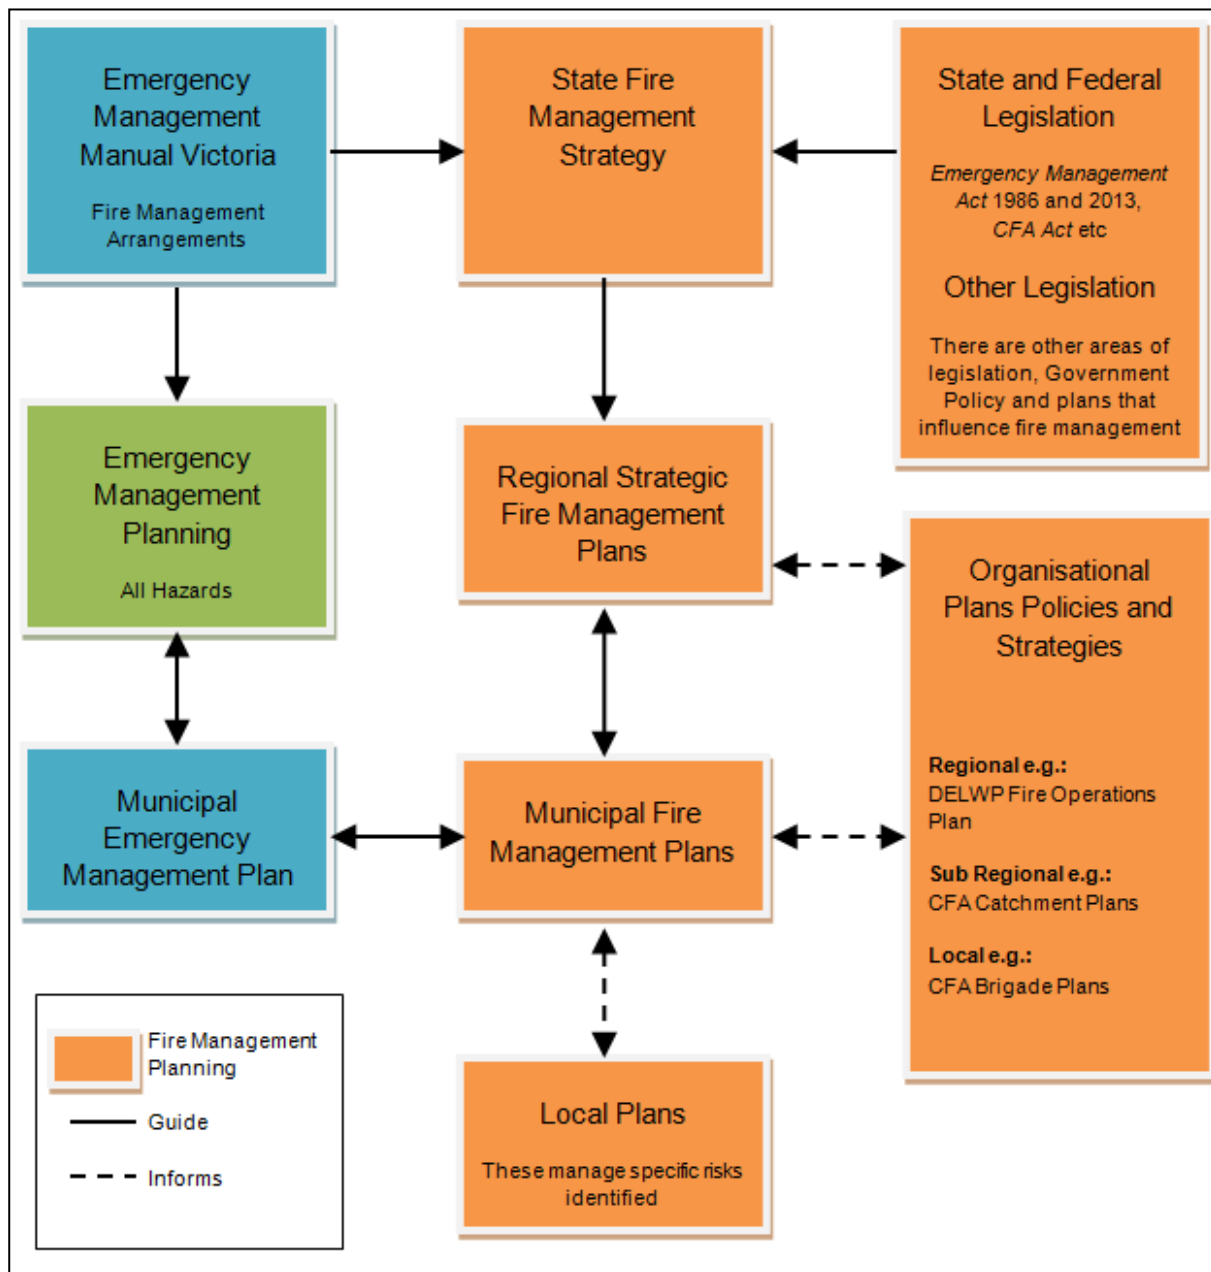 Emergency
Management
Manual Victoria
Fire Management
Arrangements
State Fire
Management
Strategy
State and Federal
Legislation
Emergency Management
Act 1986 and 2013,
CFA Act etc
Other Legislation
There are other areas of
legislation, Government
Policy and plans that
influence fire management
Emergency
Management
Planning
All Hazards
Regional Strategic
Fire Management
Plans
Organisational
Plans Policies and
Strategies
Regional e.g.:
DELWP Fire Operations
Plan
Sub Regional e.g.:
CFA Catchment Plans
Local e.g.:
CFA Brigade Plans
Municipal
Emergency
Management Plan
Municipal Fire
Management Plans
Local Plans
These manage specific risks
identified
Fire Management
Planning
Guide
Informs